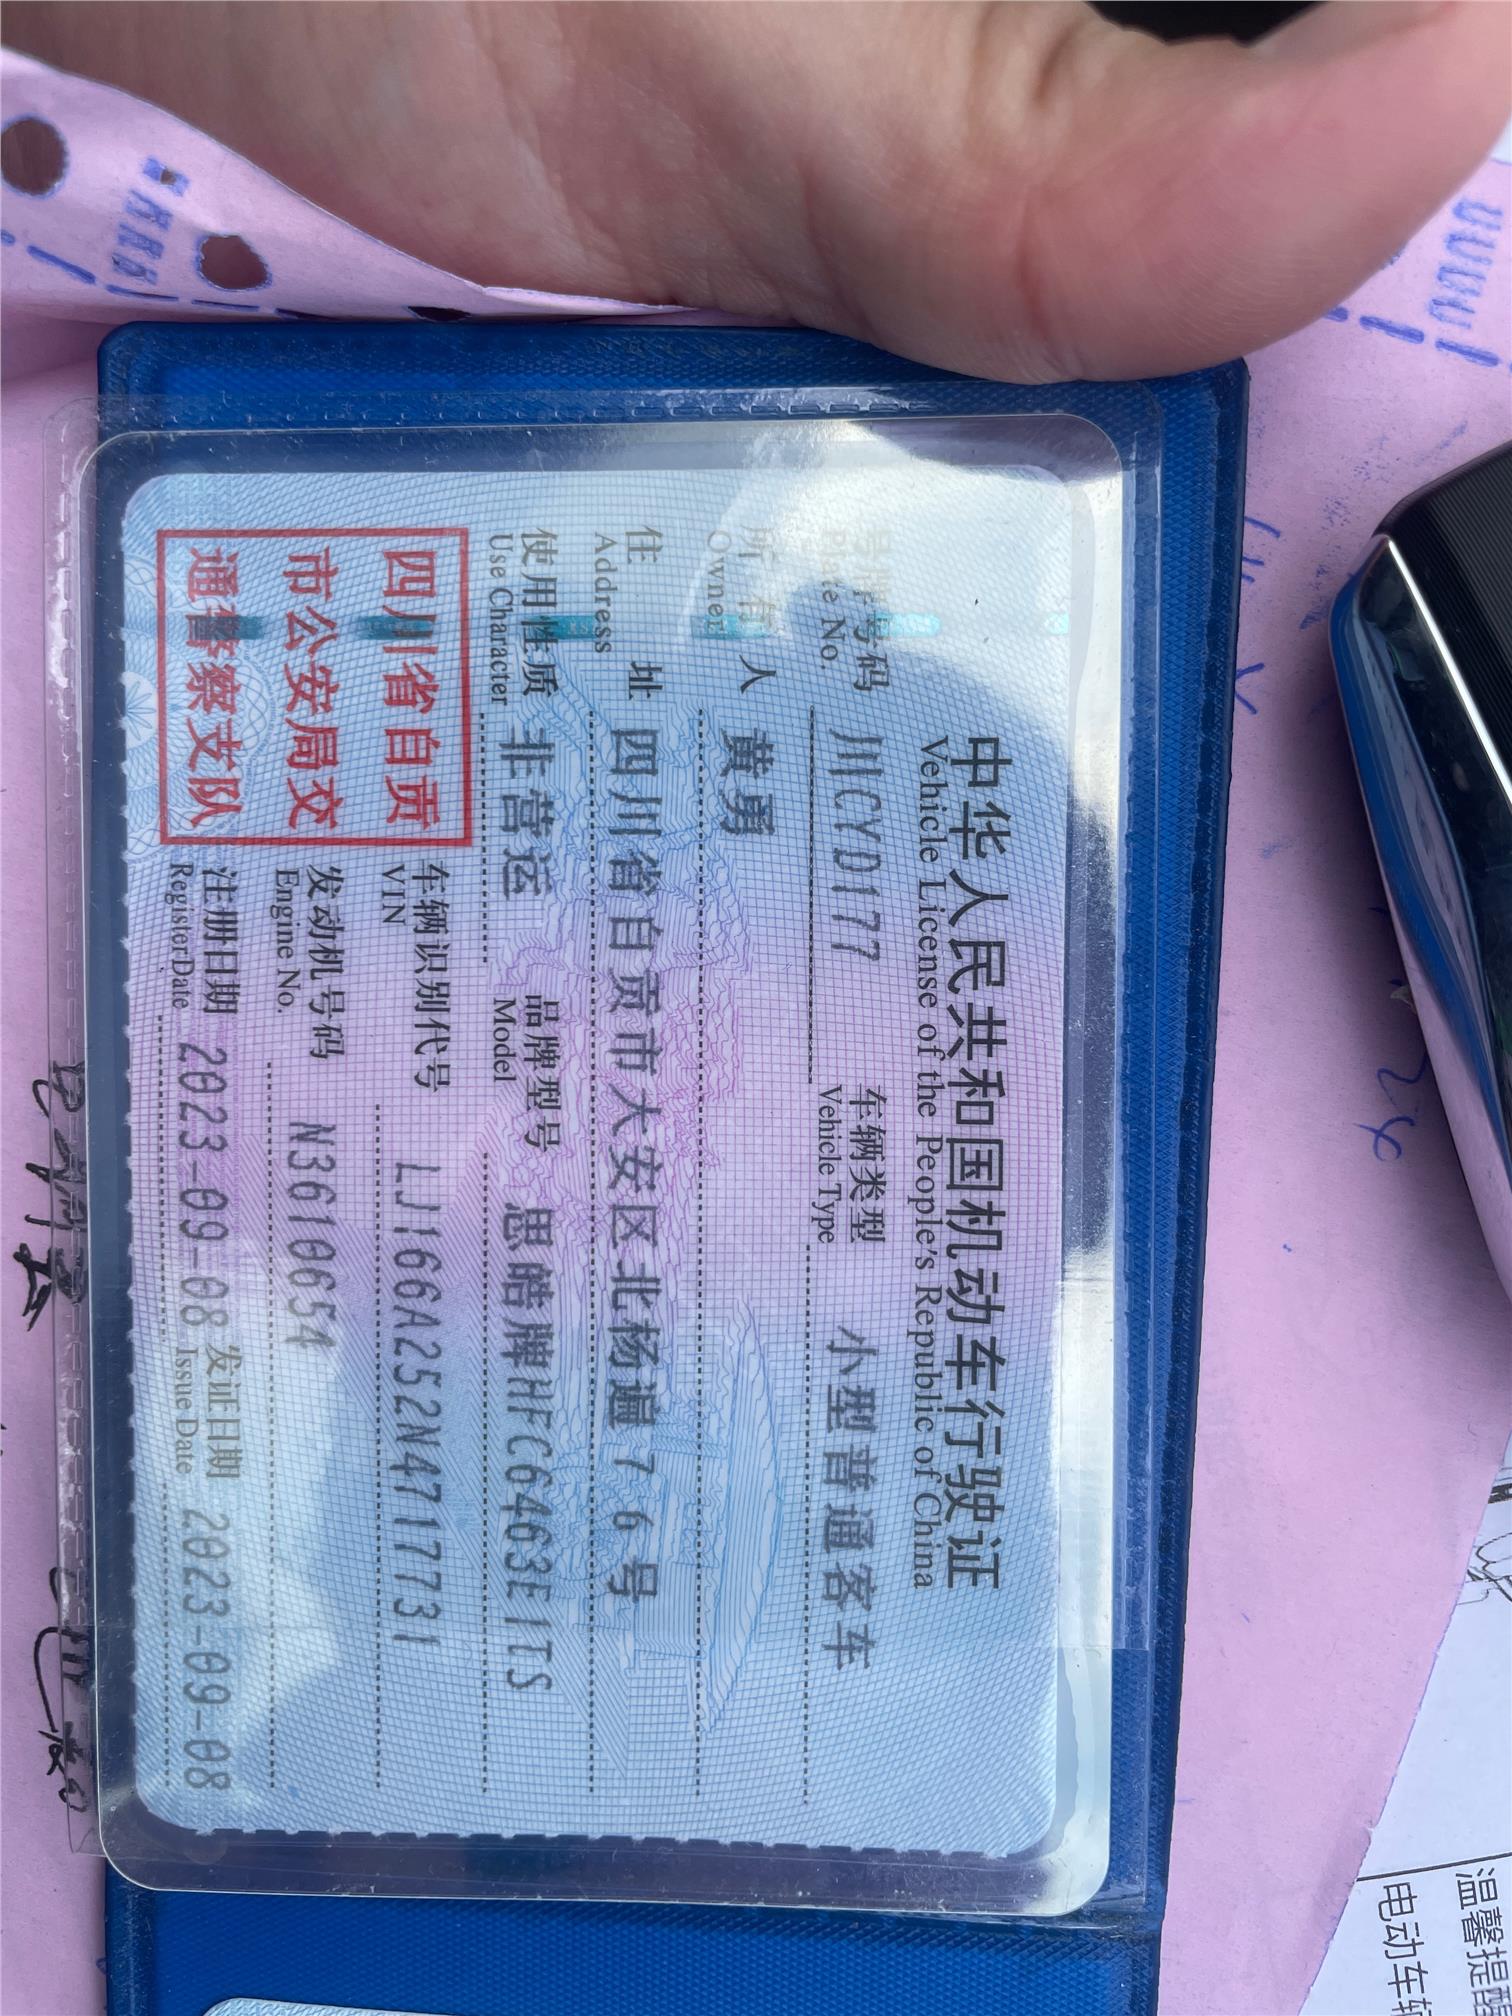 中华人民共和国机动车行驶证
Vehicle License of the People's Republic of China
号牌号码 川CYD177 车辆类型 小型普通客车
Plate No. Vehicle Type
所有人 黄勇
Owner
住址 四川省自贡市大安区北杨遍76号
Address
使用性质 非营运 品牌型号 思皓牌HFC6463E1TS
Use Character Model
四川省自贡
市公安局交
通警察支队
车辆识别代号 LJ166A252N4717731
VIN
发动机号码 N3610654
Engine No.
注册日期 2023-09-08 发证日期 2023-09-08
Register Date Issue Date
温馨提醒
电动车辆